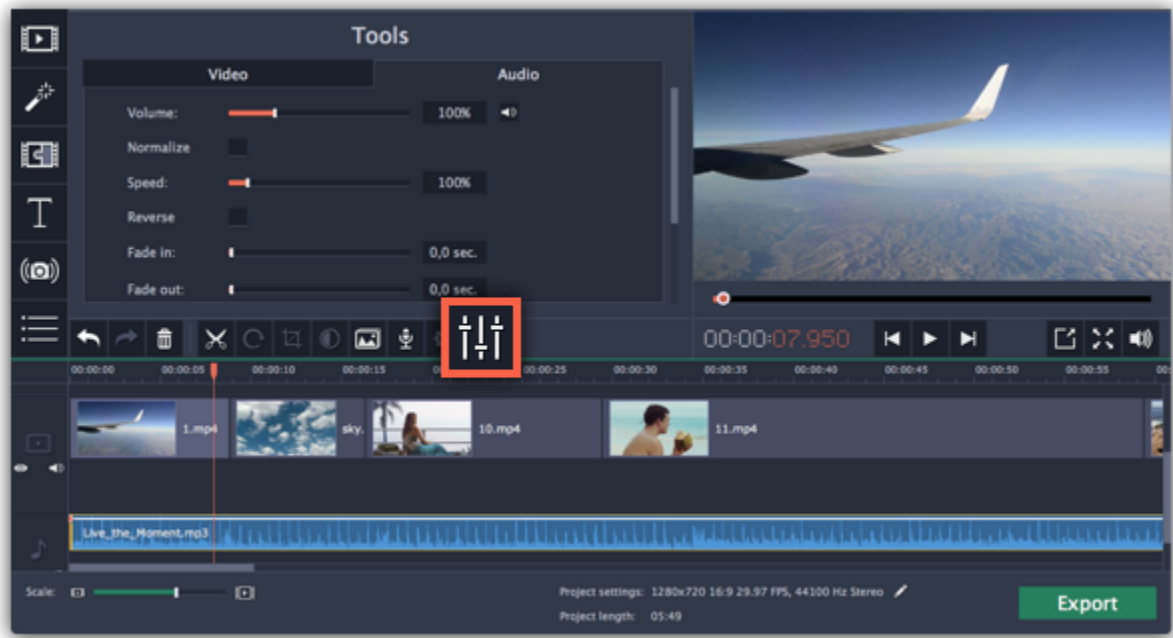 Tools
Video Audio
Volume: 100%
Normalize
Speed: 100%
Reverse
Fade in: 0,0 sec.
Fade out: 0,0 sec.
00:00:07.950
00:00:00 00:00:05 00:00:10 00:00:15 00:00:25 00:00:30 00:00:35 00:00:40 00:00:45 00:00:50 00:00:55
1.mp4 sky. 10.mp4 11.mp4
Live_the_Moment.mp3
Scale:
Project settings: 1280x720 16:9 29.97 FPS, 44100 Hz Stereo
Project length: 05:49
Export